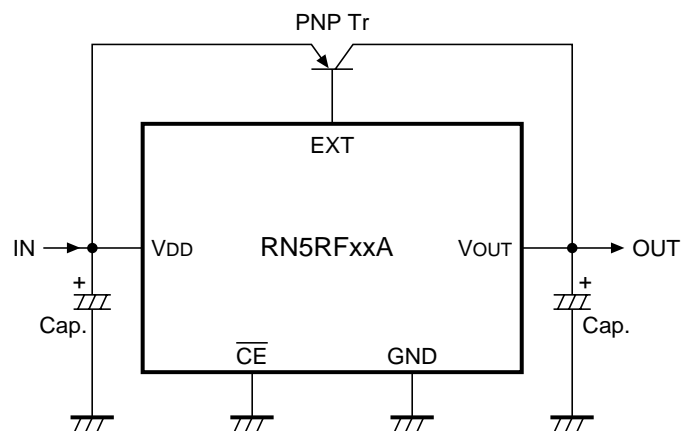 PNP Tr
EXT
IN
VDD
RN5RFxxA
VOUT
OUT
+
Cap.
+
Cap.
CE
GND